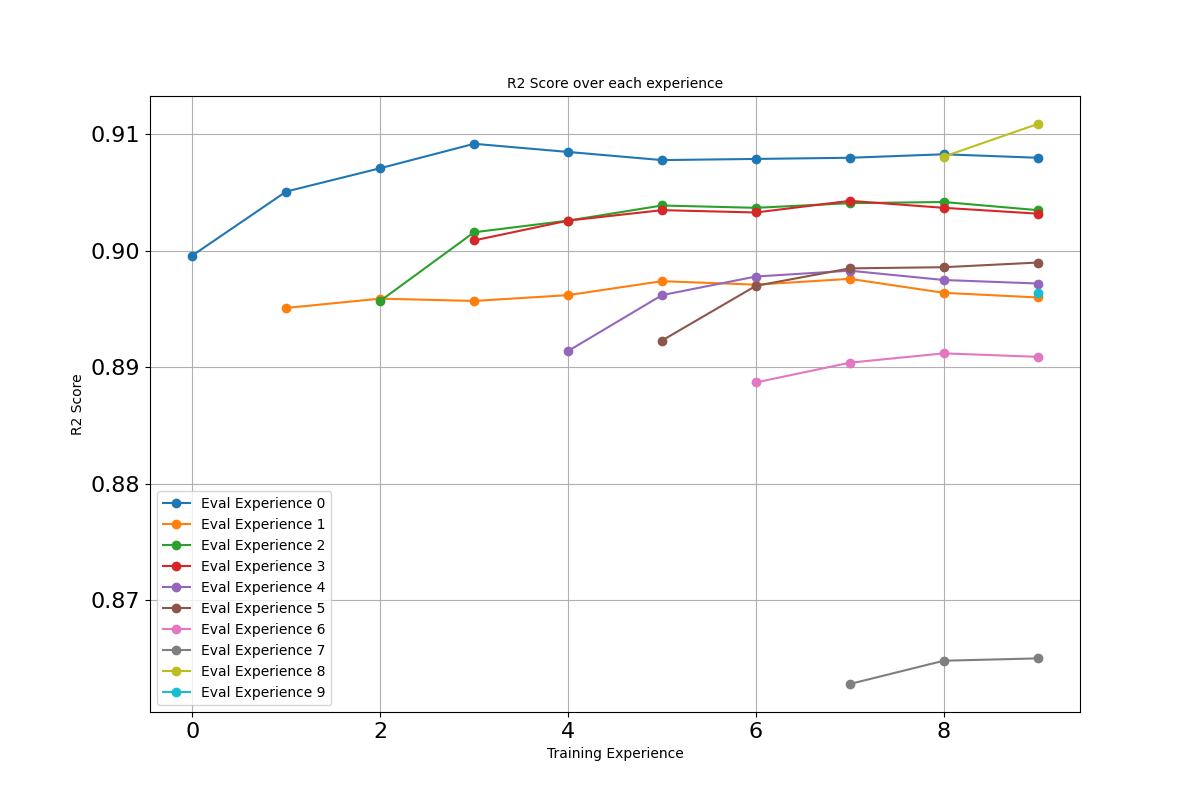 R2 Score over each experience
0.91
0.90
0.89
0.88
0.87
R2 Score
Eval Experience 0
Eval Experience 1
Eval Experience 2
Eval Experience 3
Eval Experience 4
Eval Experience 5
Eval Experience 6
Eval Experience 7
Eval Experience 8
Eval Experience 9
0 2 4 6 8
Training Experience